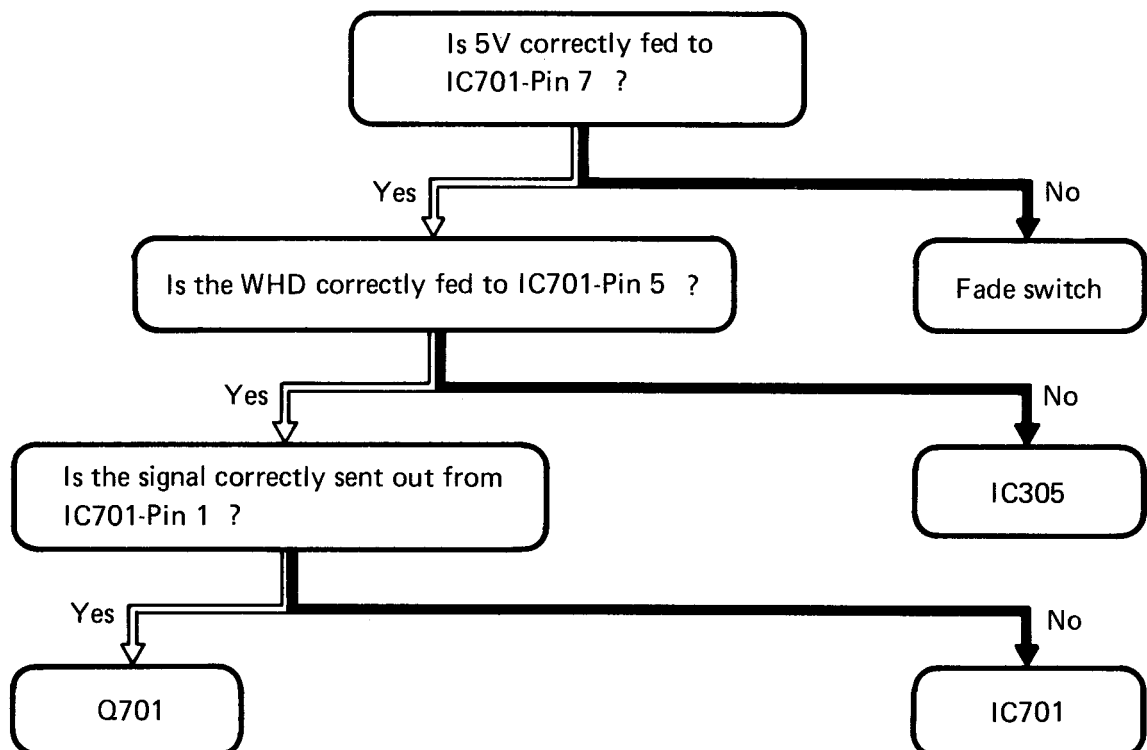 Is 5V correctly fed to
IC701-Pin 7 ?
Yes
No
Is the WHD correctly fed to IC701-Pin 5 ?
Fade switch
Yes
No
Is the signal correctly sent out from
IC701-Pin 1 ?
IC305
Yes
No
Q701
IC701